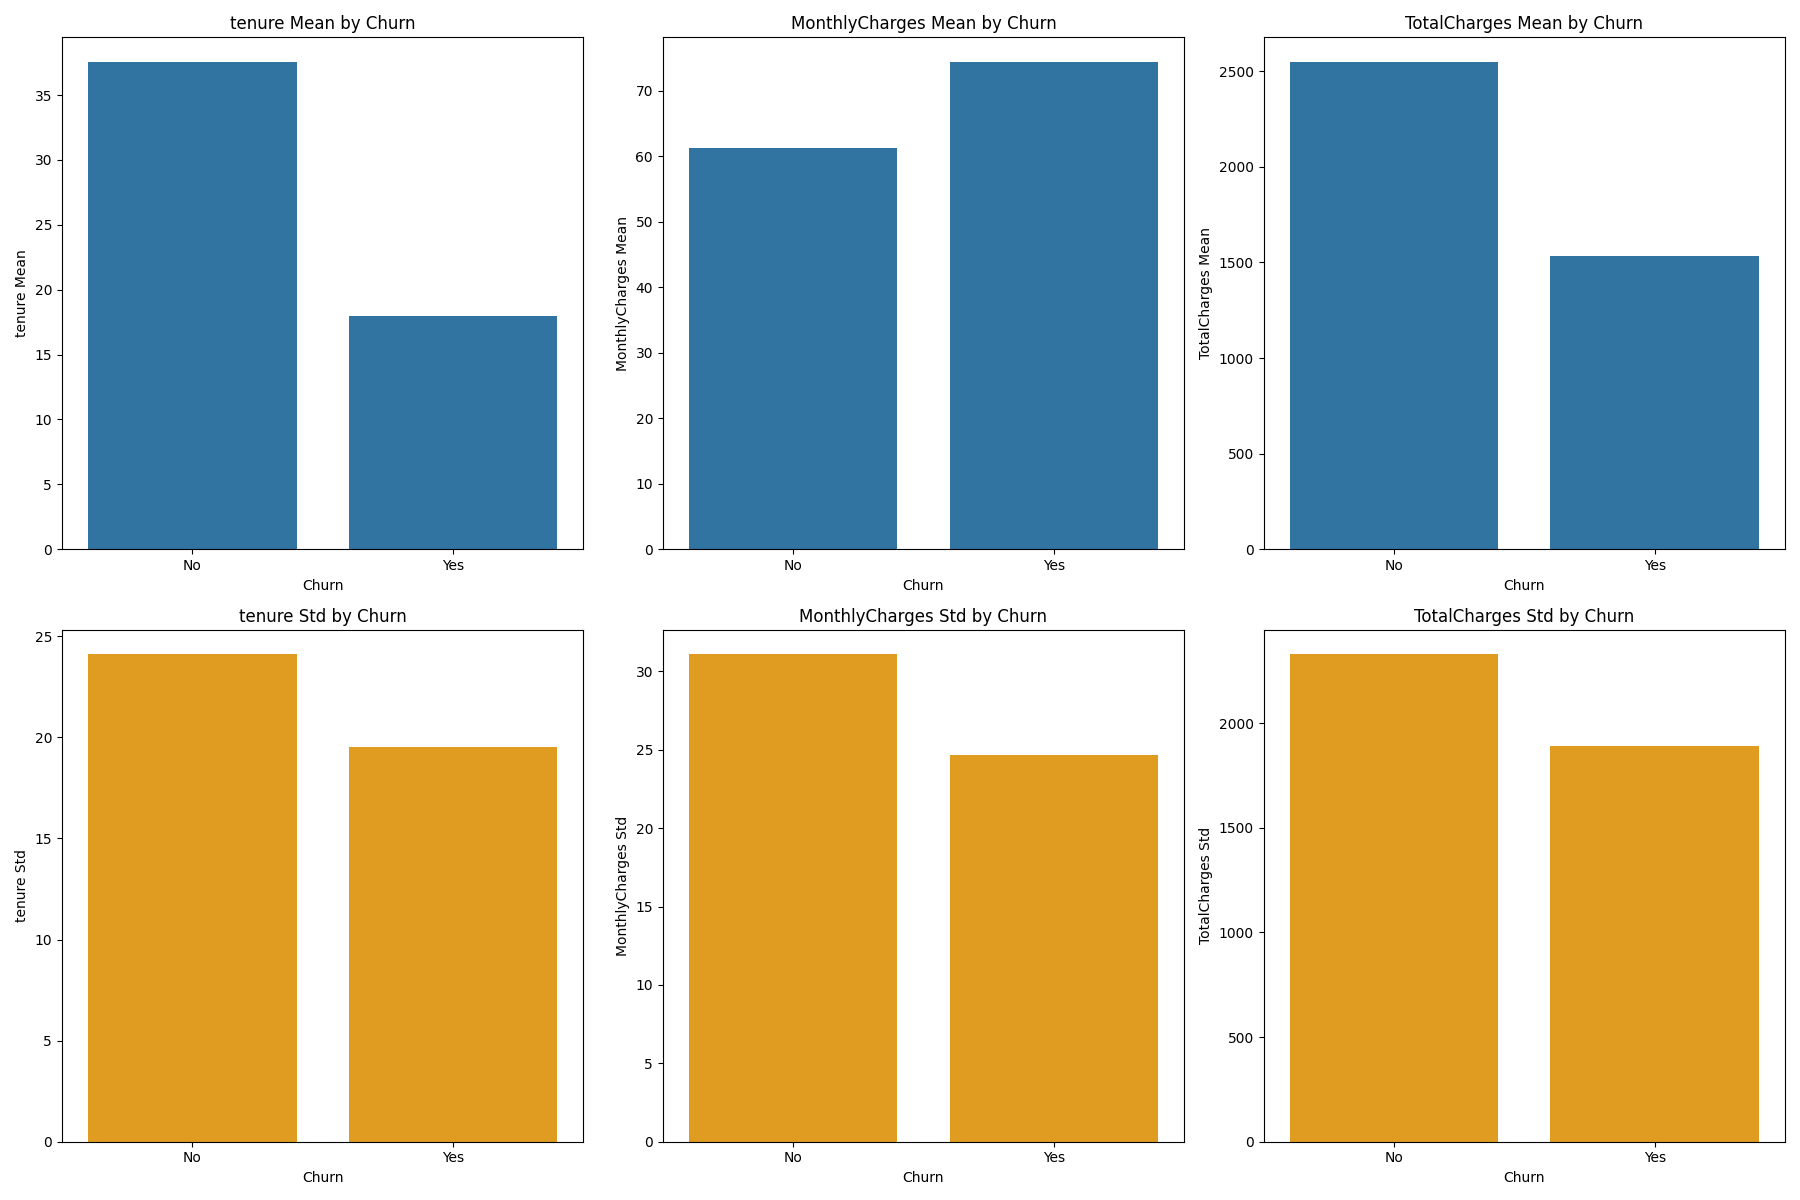 tenure Mean by Churn
tenure Mean
35
30
25
20
15
10
5
0
No Yes
Churn
MonthlyCharges Mean by Churn
MonthlyCharges Mean
70
60
50
40
30
20
10
0
No Yes
Churn
TotalCharges Mean by Churn
TotalCharges Mean
2500
2000
1500
1000
500
0
No Yes
Churn
tenure Std by Churn
tenure Std
25
20
15
10
5
0
No Yes
Churn
MonthlyCharges Std by Churn
MonthlyCharges Std
30
25
20
15
10
5
0
No Yes
Churn
TotalCharges Std by Churn
TotalCharges Std
2000
1500
1000
500
0
No Yes
Churn